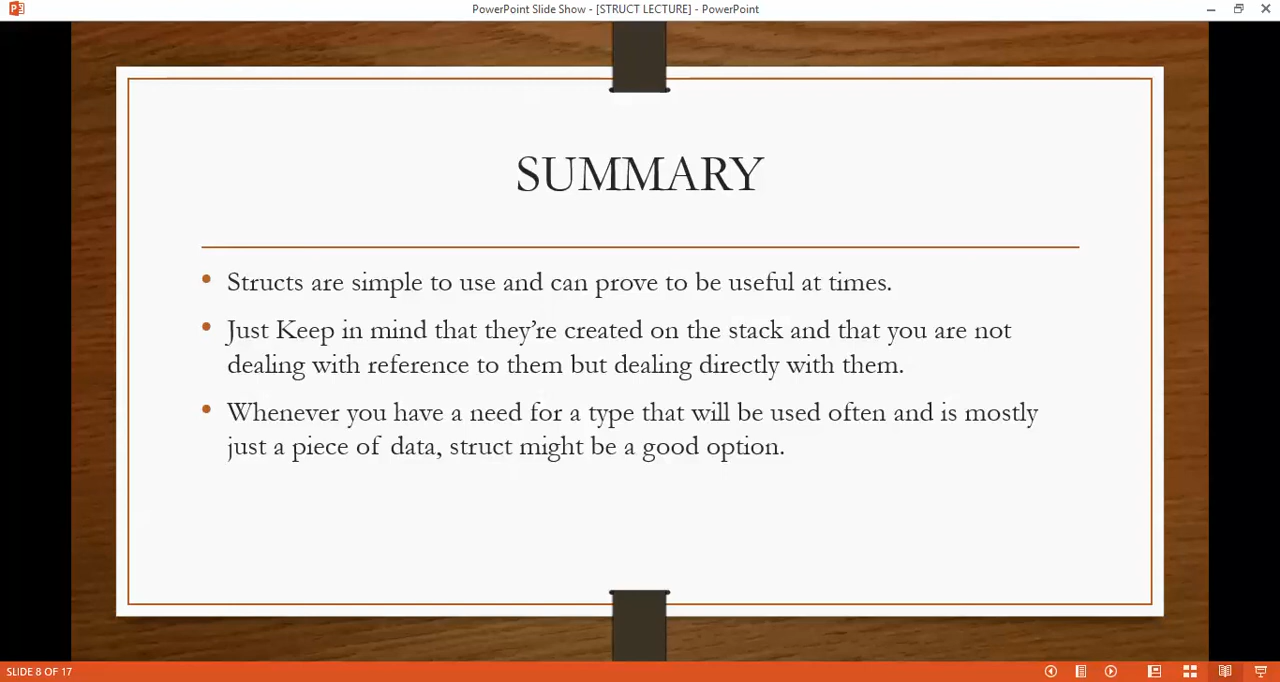 PowerPoint Slide Show - [STRUCT LECTURE] - PowerPoint
SUMMARY
• Structs are simple to use and can prove to be useful at times.
• Just Keep in mind that they’re created on the stack and that you are not
dealing with reference to them but dealing directly with them.
• Whenever you have a need for a type that will be used often and is mostly
just a piece of data, struct might be a good option.
SLIDE 8 OF 17